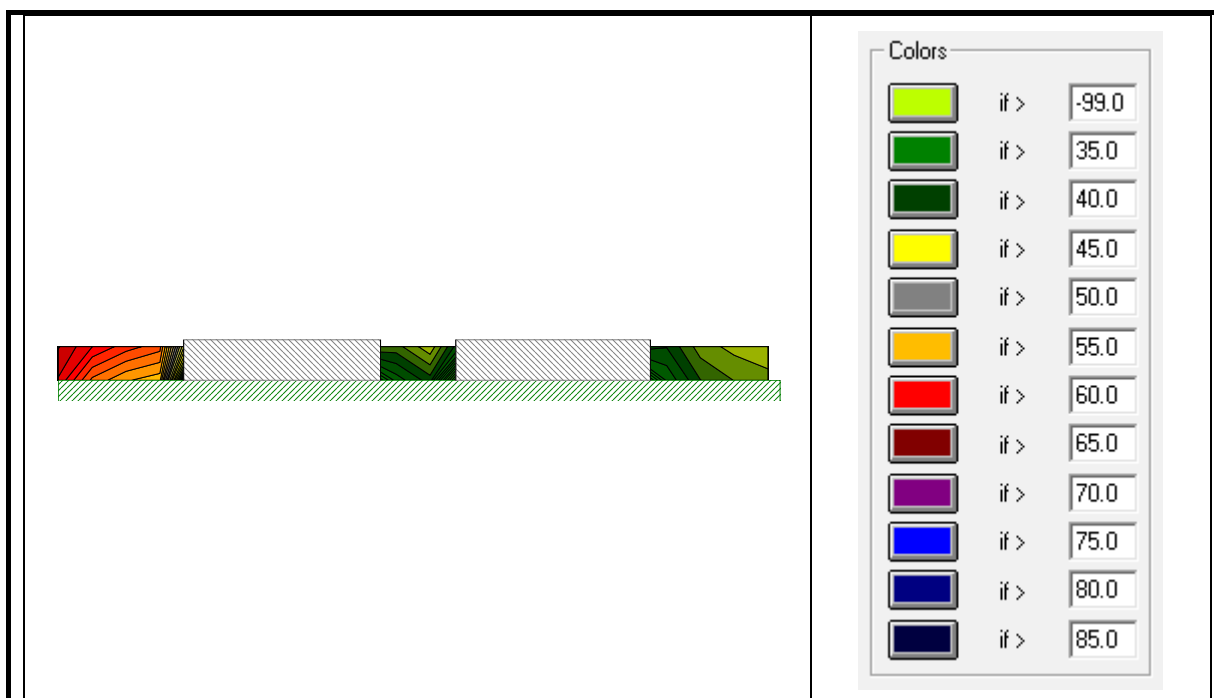 Colors
if > -99.0
if > 35.0
if > 40.0
if > 45.0
if > 50.0
if > 55.0
if > 60.0
if > 65.0
if > 70.0
if > 75.0
if > 80.0
if > 85.0